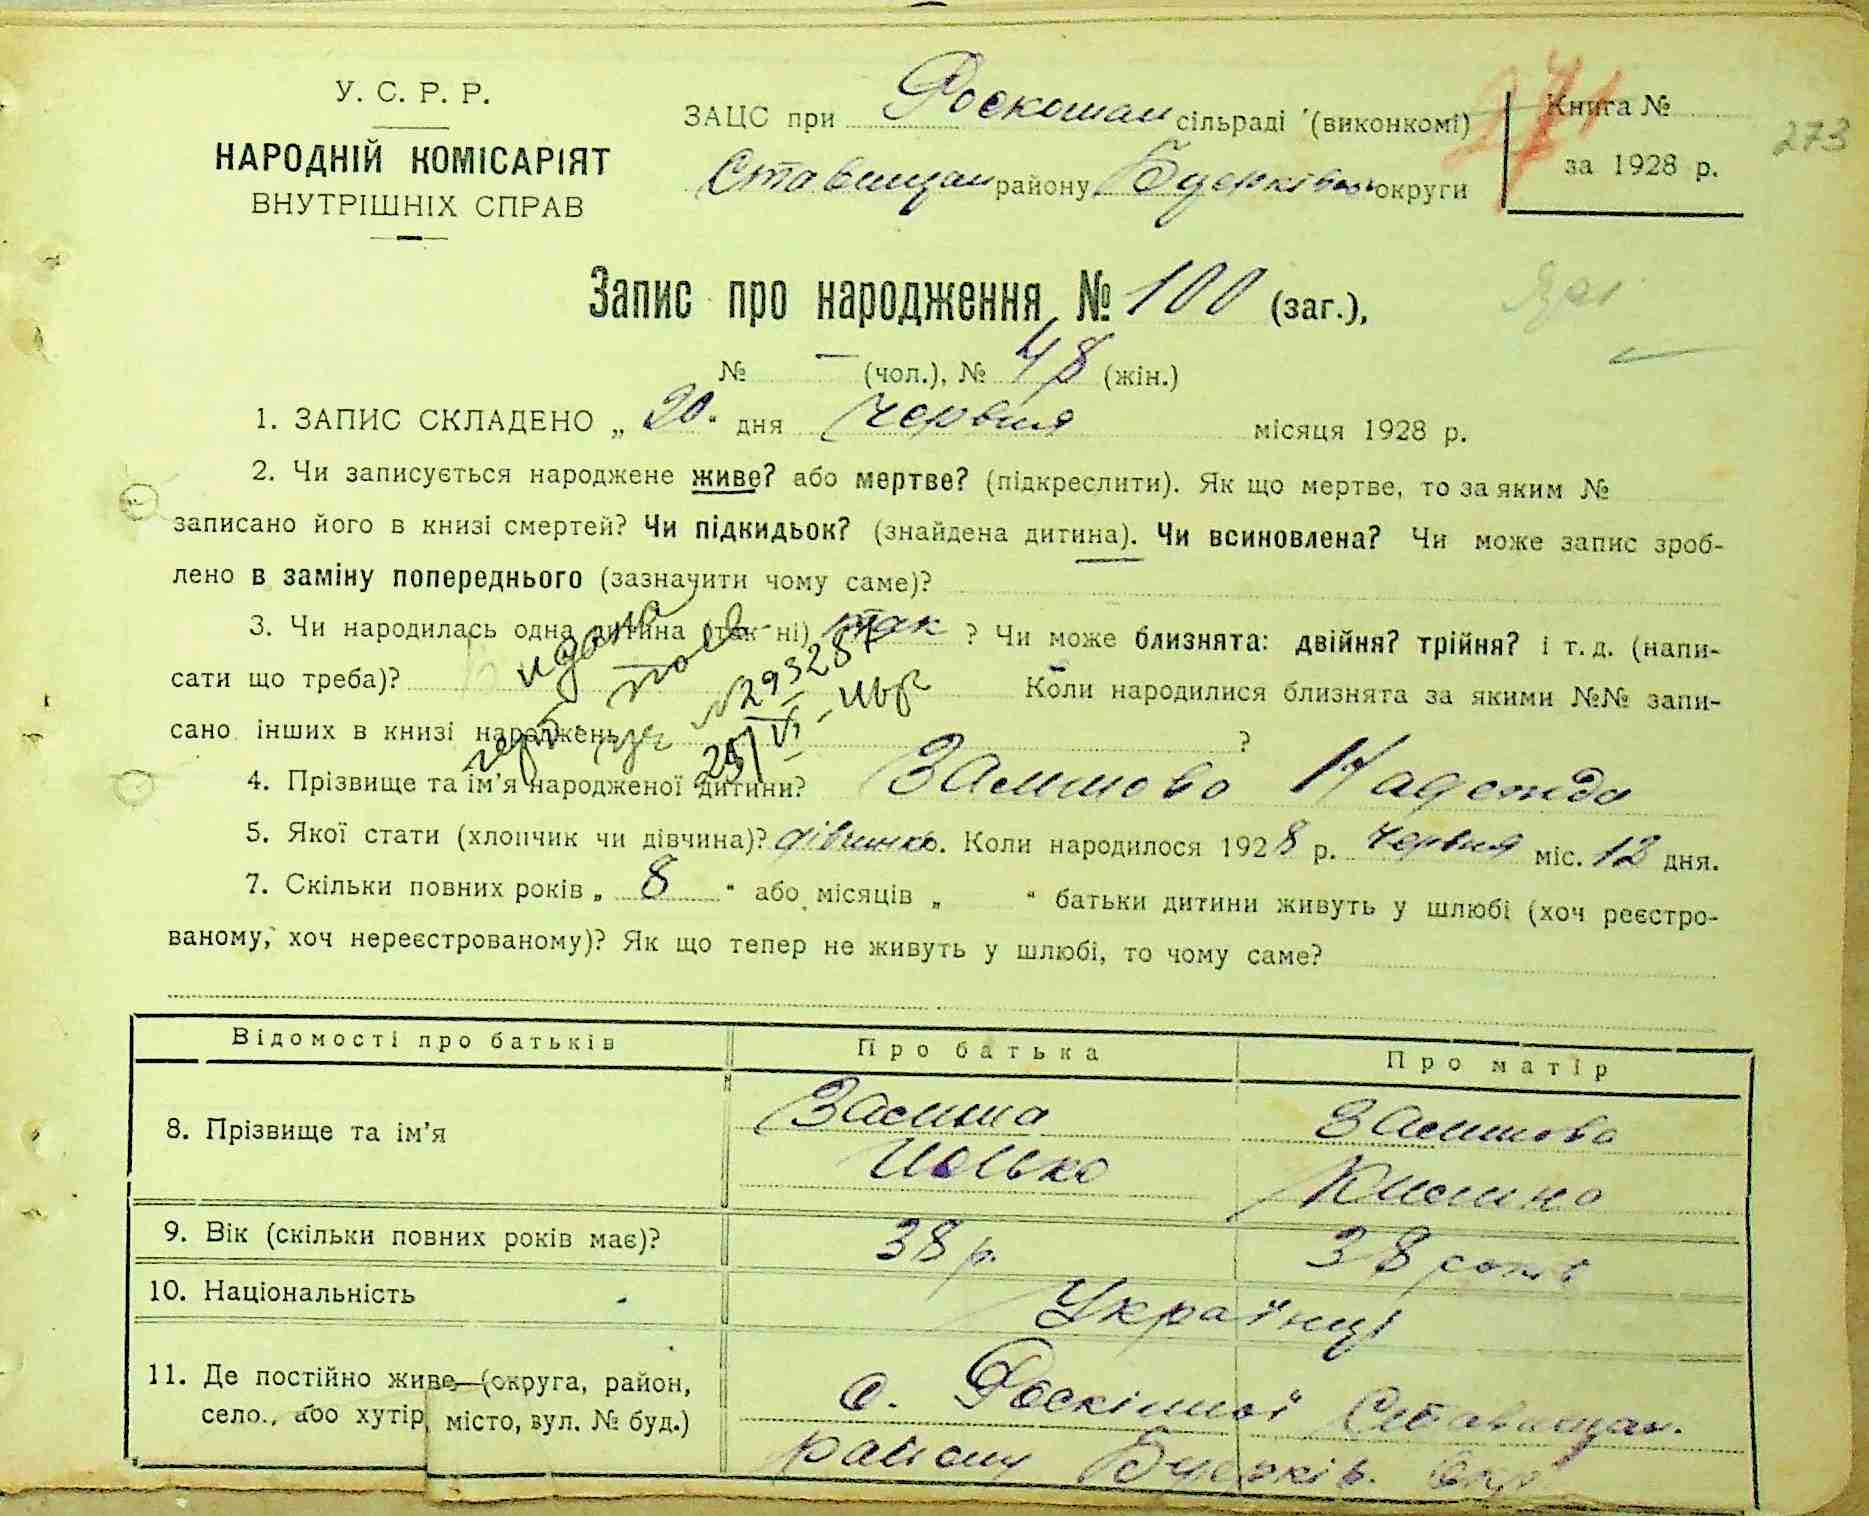 У. С. Р. Р.
НАРОДНІЙ КОМІСАРІЯТ
ВНУТРІШНІХ СПРАВ
ЗАЦС при Роскошан сільраді (виконкомі)
Ставищан району Бцерківськ округи
271
Книга №
за 1928 р.
273
Запис про народження № 100 (заг.),
№ — (чол.), № 48 (жін.)
1. ЗАПИС СКЛАДЕНО „ 20 " дня червня місяця 1928 р.
2. Чи записується народжене живе? або мертве? (підкреслити). Як що мертве, то за яким №
записано його в книзі смертей? Чи підкидьок? (знайдена дитина). Чи всиновлена? Чи може запис зроб-
лено в заміну попереднього (зазначити чому саме)?
3. Чи народилась одна дитина (так ні) так ? Чи може близнята: двійня? трійня? і т. д. (напи-
сати що треба)? Коли народилися близнята за якими №№ запи-
сано інших в книзі народжень ?
4. Прізвище та ім'я народженої дитини? Замшова Надежда
5. Якої стати (хлопчик чи дівчина)? дівчинка. Коли народилося 1928 р. червня міс. 12 дня.
7. Скільки повних років „ 8 " або місяців „ " батьки дитини живуть у шлюбі (хоч реєстро-
ваному, хоч нереєстрованому)? Як що тепер не живуть у шлюбі, то чому саме?
Відомості про батьків Про батька Про матір
8. Прізвище та ім'я
9. Вік (скільки повних років має)? 38 р. 38 років
10. Національність Українці
11. Де постійно живе (округа, район, с. Роскішної Ставищан.
село., або хутір, місто, вул. № буд.) району Бцерків. окр